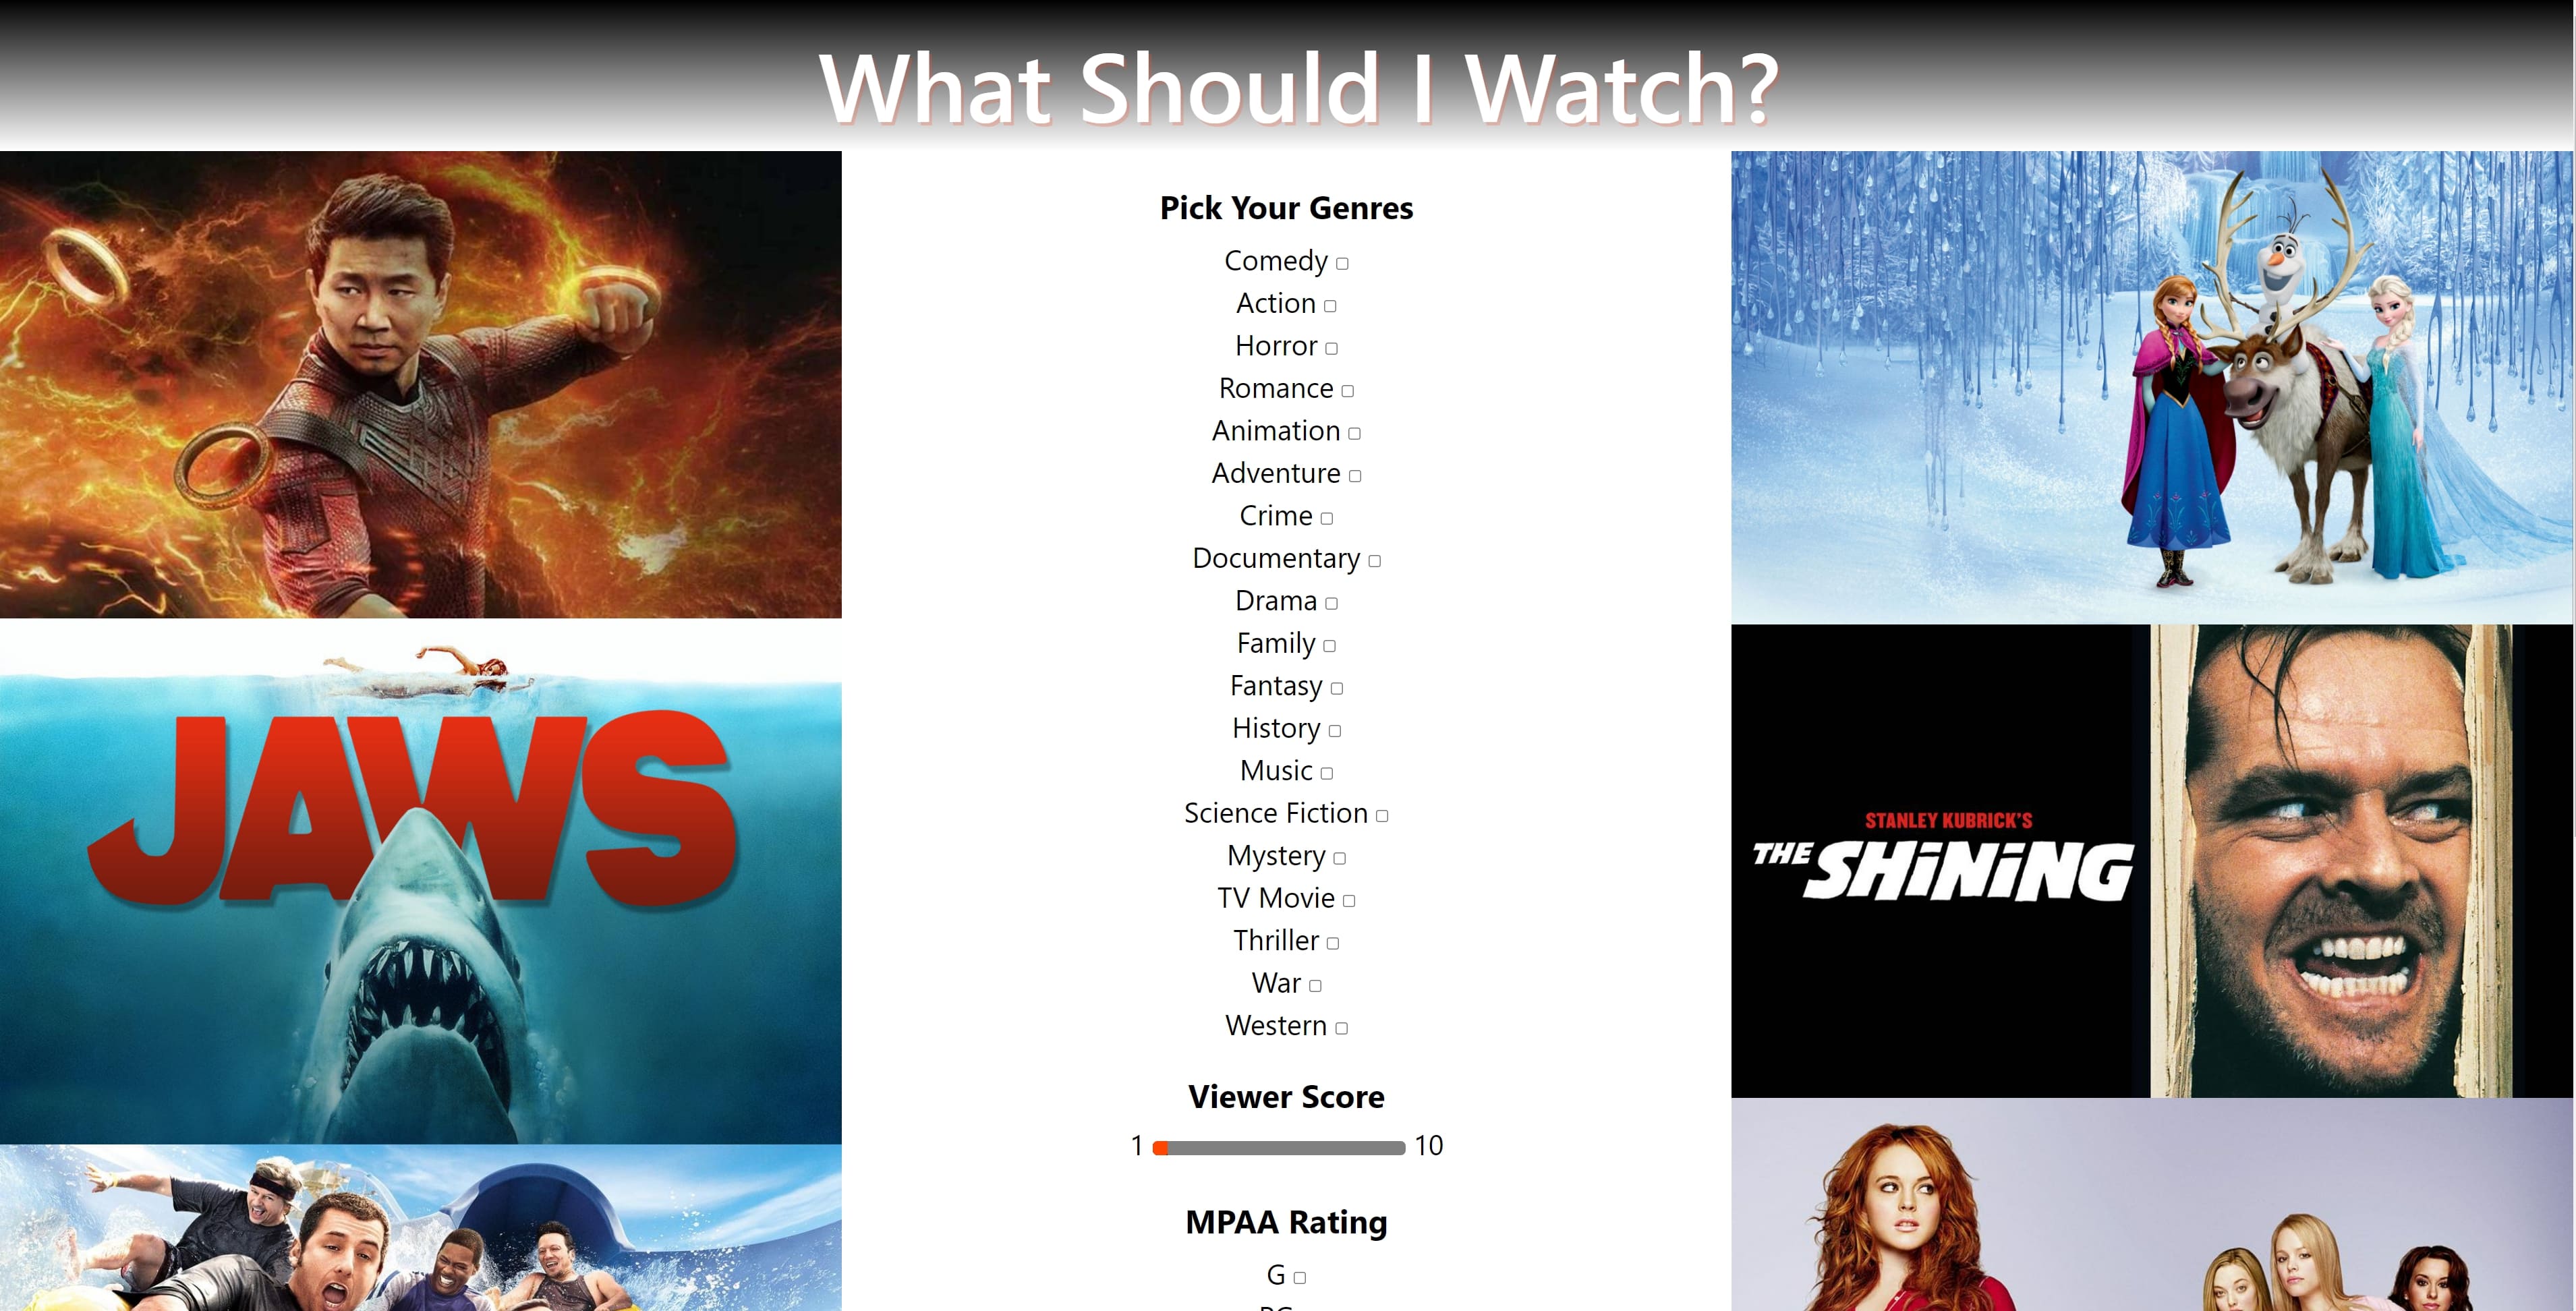 What Should I Watch?
Pick Your Genres
Comedy
Action
Horror
Romance
Animation
Adventure
Crime
Documentary
Drama
Family
Fantasy
History
Music
Science Fiction
Mystery
TV Movie
Thriller
War
Western
Viewer Score
1 10
MPAA Rating
G
JAWS
STANLEY KUBRICK'S
THE SHiNiNG